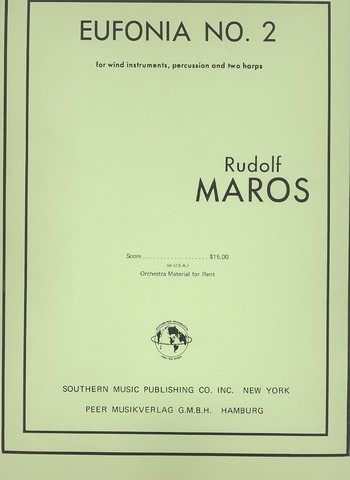 EUFONIA NO. 2
for wind instruments, percussion and two harps
Rudolf
MAROS
Score ................... $15.00
(in U.S.A.)
Orchestra Material for Rent
SOUTHERN MUSIC PUBLISHING CO. INC. NEW YORK
PEER MUSIKVERLAG G.M.B.H. HAMBURG